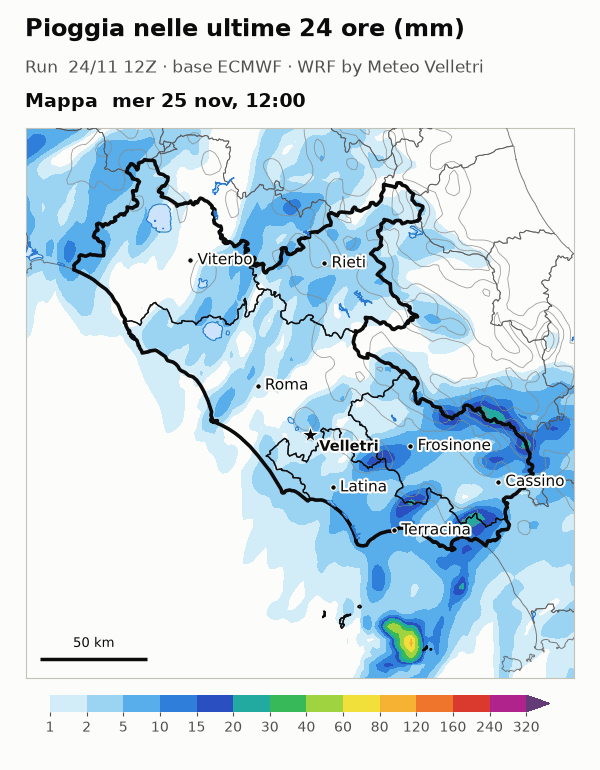 Pioggia nelle ultime 24 ore (mm)
Run  24/11 12Z · base ECMWF · WRF by Meteo Velletri
Mappa  mer 25 nov, 12:00
Viterbo
Rieti
Roma
Velletri
Frosinone
Cassino
Latina
Terracina
50 km
1 2 5 10 15 20 30 40 60 80 120 160 240 320